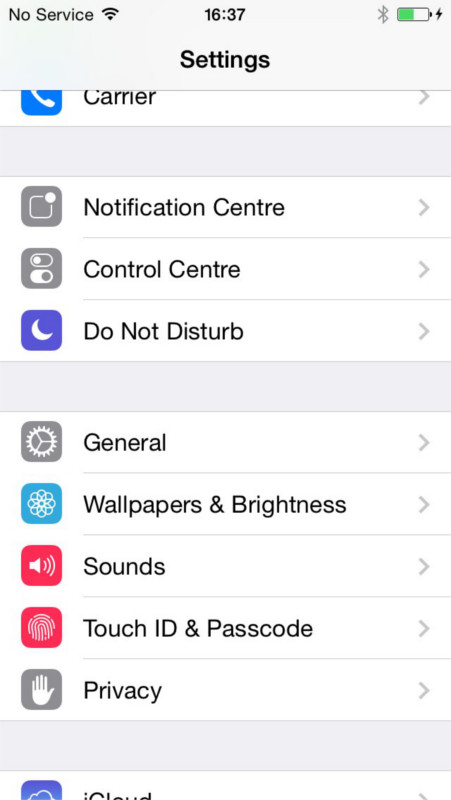 No Service 16:37
Settings
Carrier
Notification Centre
Control Centre
Do Not Disturb
General
Wallpapers & Brightness
Sounds
Touch ID & Passcode
Privacy
iCloud